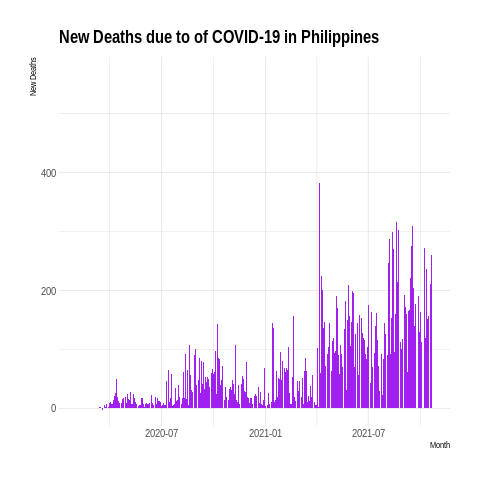 New Deaths due to of COVID-19 in Philippines
New Deaths
400
200
0
2020-07 2021-01 2021-07
Month